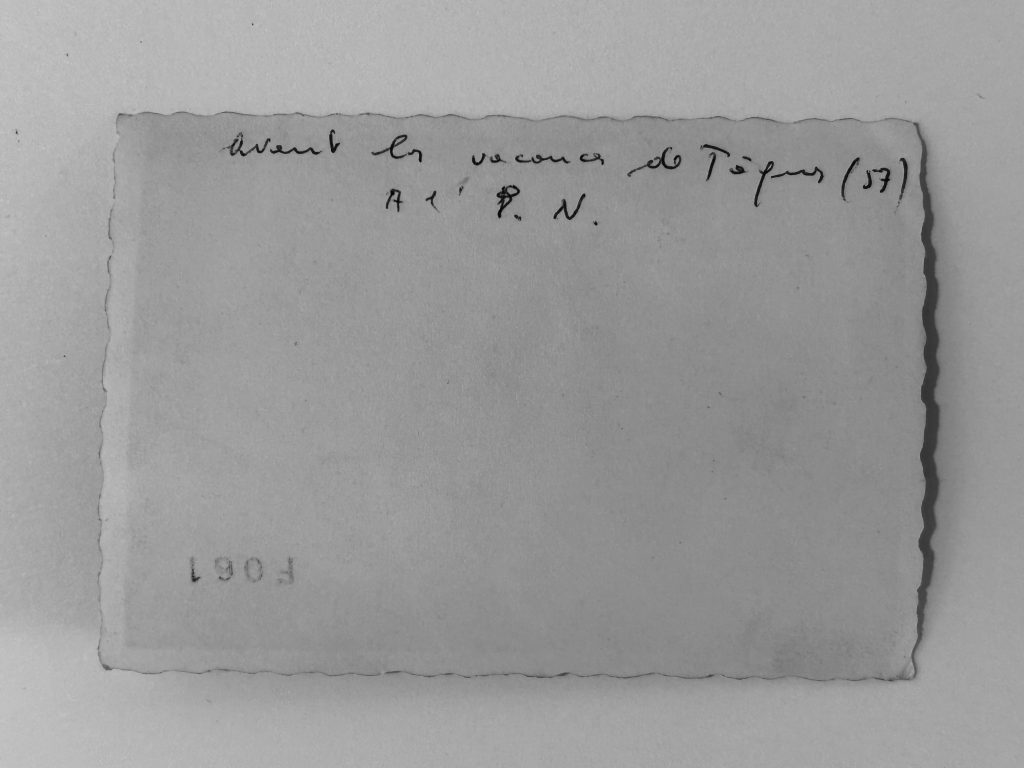 Avant les vacances de Pâques (57)
A l' P. N.
F061